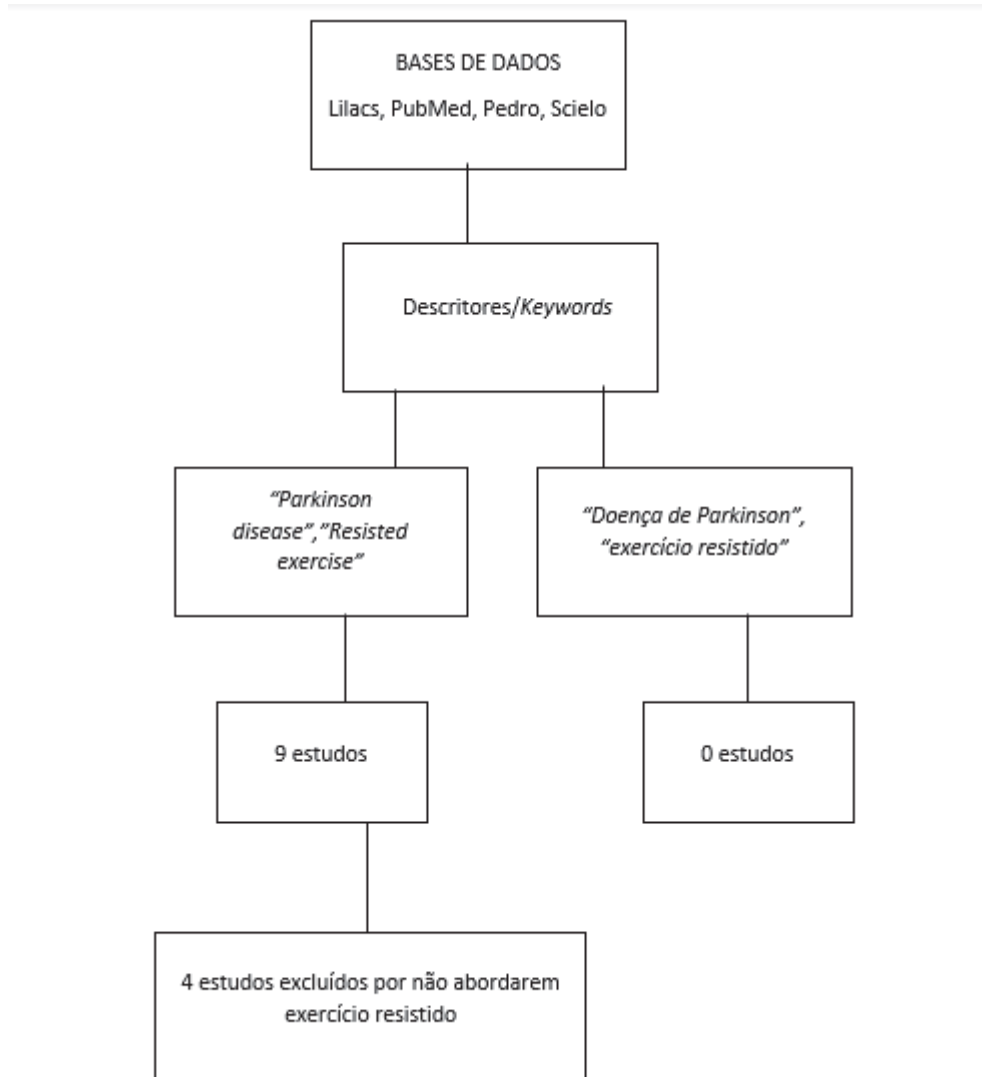 BASES DE DADOS
Lilacs, PubMed, Pedro, Scielo
Descritores/Keywords
“Parkinson
disease”,”Resisted
exercise”
“Doença de Parkinson”,
“exercício resistido”
9 estudos
0 estudos
4 estudos excluídos por não abordarem
exercício resistido